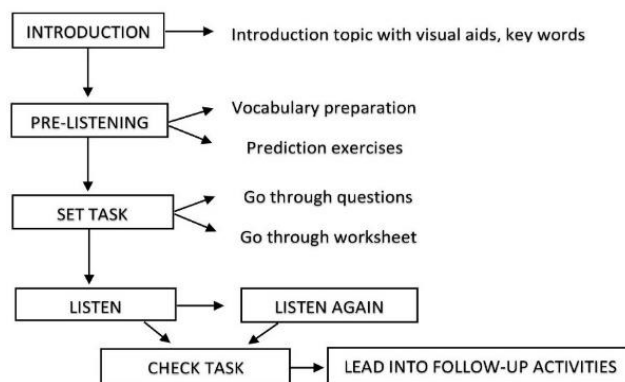 INTRODUCTION
Introduction topic with visual aids, key words
PRE-LISTENING
Vocabulary preparation
Prediction exercises
SET TASK
Go through questions
Go through worksheet
LISTEN
LISTEN AGAIN
CHECK TASK
LEAD INTO FOLLOW-UP ACTIVITIES